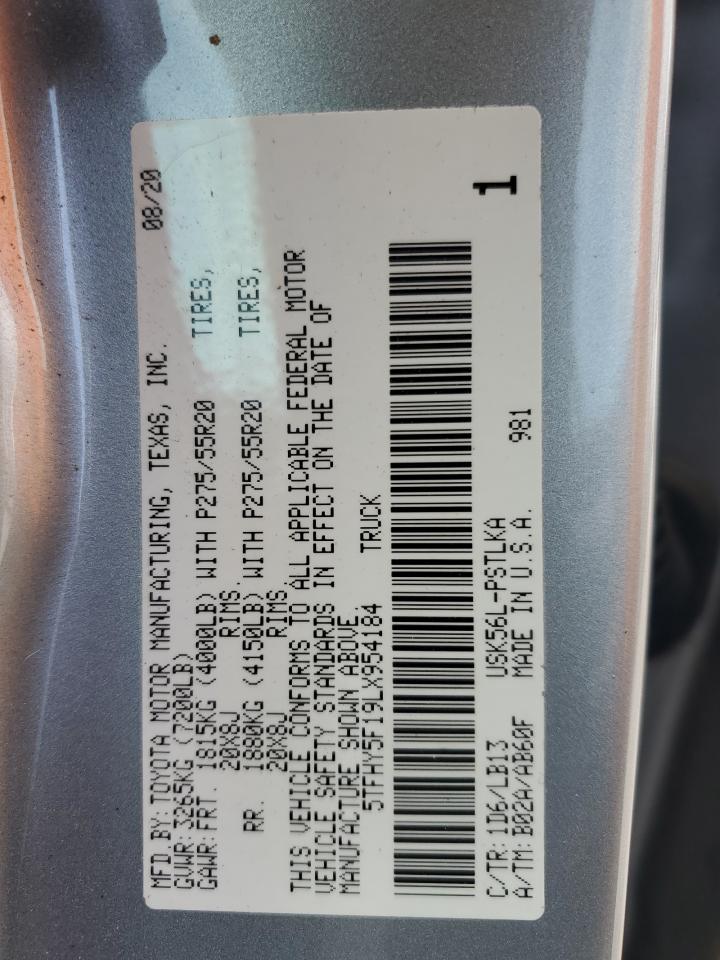 MFD BY: TOYOTA MOTOR MANUFACTURING, TEXAS, INC. 08/20
GVWR: 3265KG (7200LB)
GAWR: FRT. 1815KG (4000LB) WITH P275/55R20 TIRES,
20X8J RIMS.
RR. 1880KG (4150LB) WITH P275/55R20 TIRES,
20X8J RIMS
THIS VEHICLE CONFORMS TO ALL APPLICABLE FEDERAL MOTOR
VEHICLE SAFETY STANDARDS IN EFFECT ON THE DATE OF
MANUFACTURE SHOWN ABOVE.
5TFHY5F19LX954184 TRUCK
1
C/TR: 1D6/LB13 USK56L-PSTLKA 981
A/TM: B02A/AB60F MADE IN U.S.A.